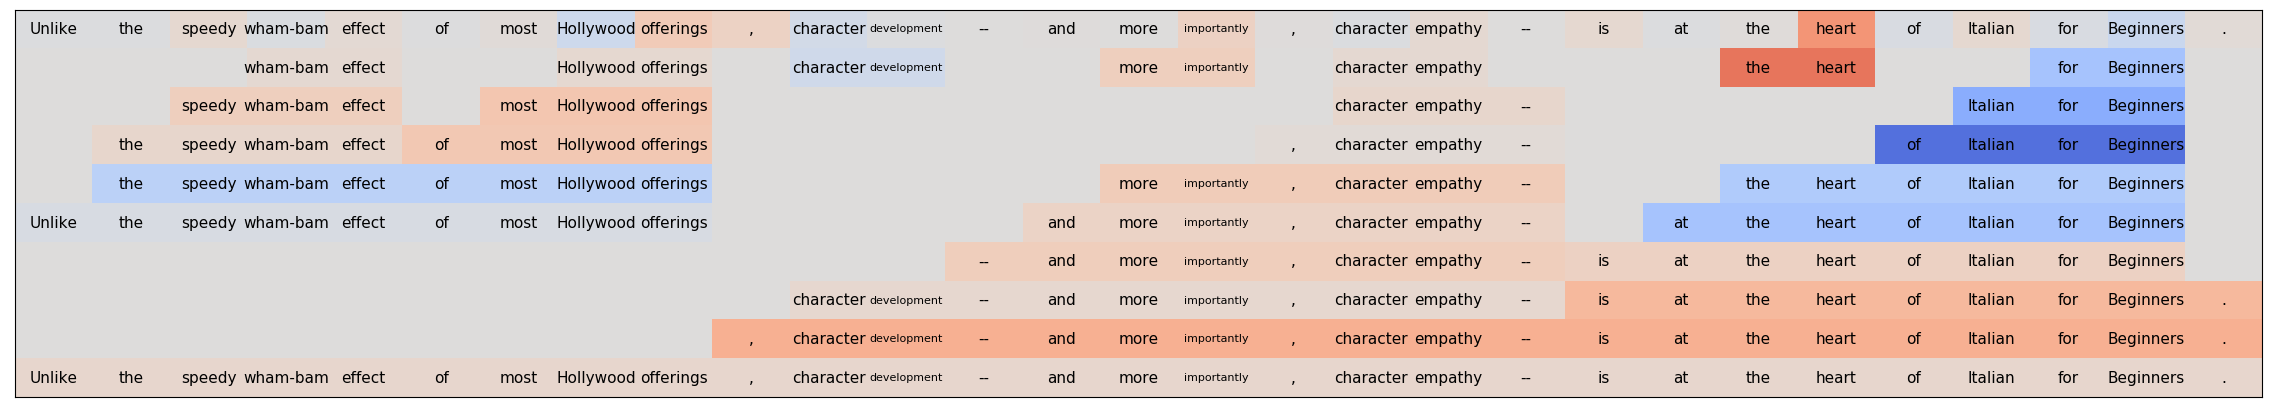 Unlike the speedy wham-bam effect of most Hollywood offerings , character development -- and more importantly , character empathy -- is at the heart of Italian for Beginners .
wham-bam effect Hollywood offerings character development more importantly character empathy the heart for Beginners
speedy wham-bam effect most Hollywood offerings character empathy -- Italian for Beginners
the speedy wham-bam effect of most Hollywood offerings , character empathy -- of Italian for Beginners
the speedy wham-bam effect of most Hollywood offerings more importantly , character empathy -- the heart of Italian for Beginners
Unlike the speedy wham-bam effect of most Hollywood offerings and more importantly , character empathy -- at the heart of Italian for Beginners
-- and more importantly , character empathy -- is at the heart of Italian for Beginners
character development -- and more importantly , character empathy -- is at the heart of Italian for Beginners .
, character development -- and more importantly , character empathy -- is at the heart of Italian for Beginners .
Unlike the speedy wham-bam effect of most Hollywood offerings , character development -- and more importantly , character empathy -- is at the heart of Italian for Beginners .